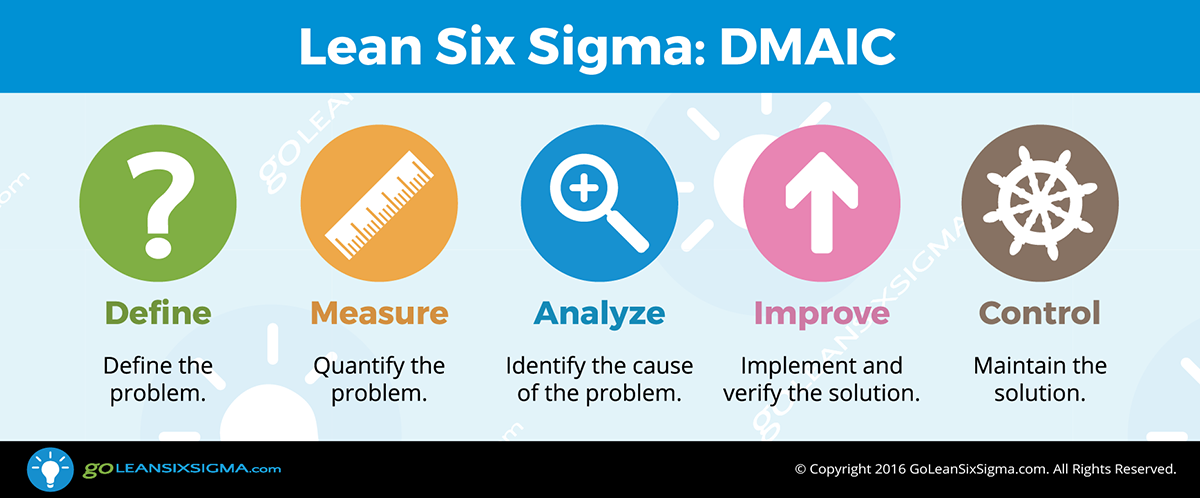 Lean Six Sigma: DMAIC
Define
Define the
problem.
Measure
Quantify the
problem.
Analyze
Identify the cause
of the problem.
Improve
Implement and
verify the solution.
Control
Maintain the
solution.
goLEANSIXSIGMA.com
© Copyright 2016 GoLeanSixSigma.com. All Rights Reserved.